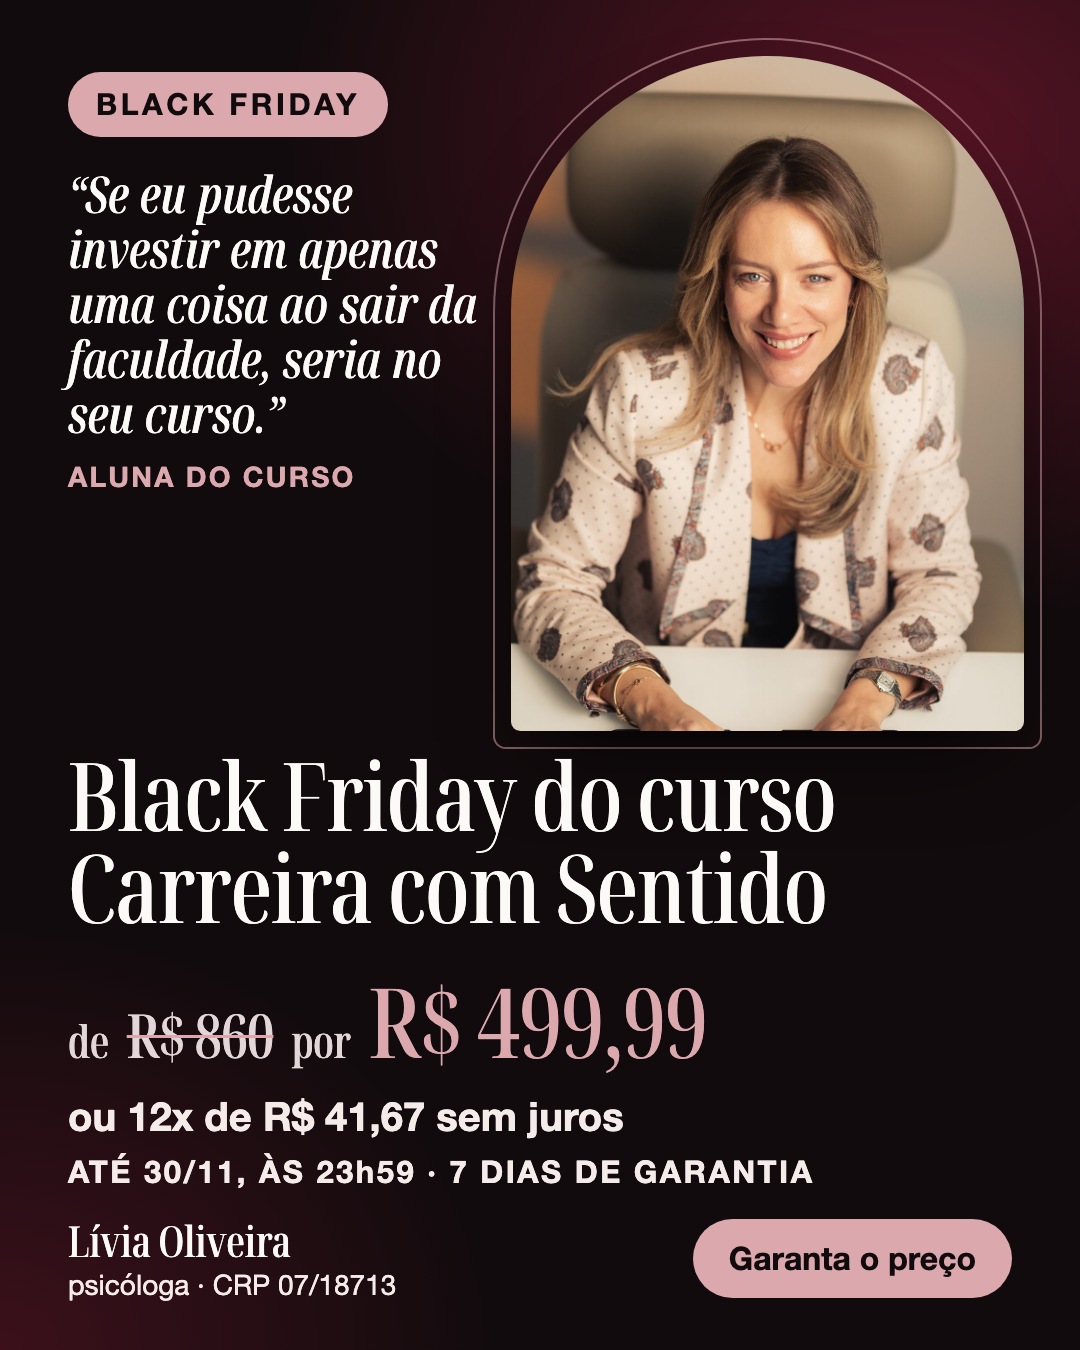 BLACK FRIDAY
“Se eu pudesse
investir em apenas
uma coisa ao sair da
faculdade, seria no
seu curso.”
ALUNA DO CURSO
Black Friday do curso
Carreira com Sentido
de R$ 860 por R$ 499,99
ou 12x de R$ 41,67 sem juros
ATÉ 30/11, ÀS 23h59 · 7 DIAS DE GARANTIA
Lívia Oliveira
psicóloga · CRP 07/18713
Garanta o preço